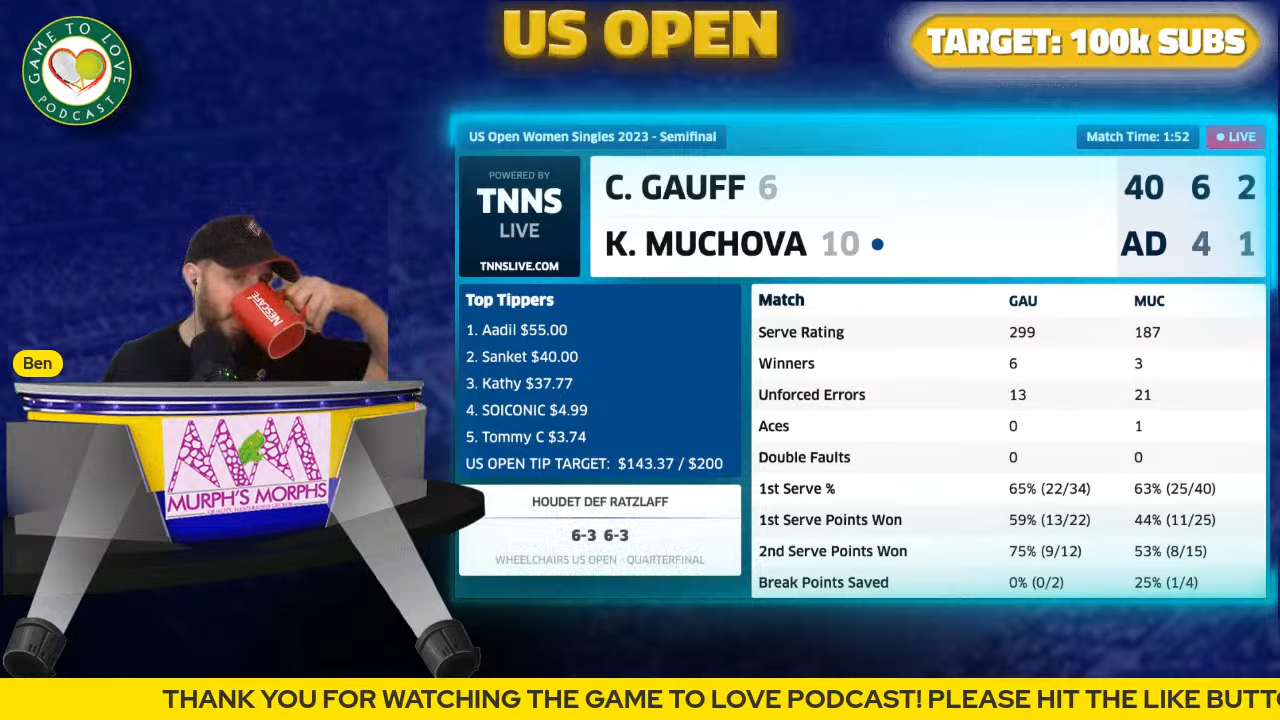 GAME TO LOVE
PODCAST
US OPEN
TARGET: 100k SUBS
US Open Women Singles 2023 - Semifinal
Match Time: 1:52
● LIVE
POWERED BY
TNNS
LIVE
TNNSLIVE.COM
C. GAUFF 6 40 6 2
K. MUCHOVA 10 AD 4 1
Top Tippers
1. Aadil $55.00
2. Sanket $40.00
3. Kathy $37.77
4. SOICONIC $4.99
5. Tommy C $3.74
US OPEN TIP TARGET: $143.37 / $200
HOUDET DEF RATZLAFF
6-3 6-3
WHEELCHAIRS US OPEN - QUARTERFINAL
Match GAU MUC
Serve Rating 299 187
Winners 6 3
Unforced Errors 13 21
Aces 0 1
Double Faults 0 0
1st Serve % 65% (22/34) 63% (25/40)
1st Serve Points Won 59% (13/22) 44% (11/25)
2nd Serve Points Won 75% (9/12) 53% (8/15)
Break Points Saved 0% (0/2) 25% (1/4)
NESCAFÉ
Ben
MM
MURPH'S MORPHS
THANK YOU FOR WATCHING THE GAME TO LOVE PODCAST! PLEASE HIT THE LIKE BUTT